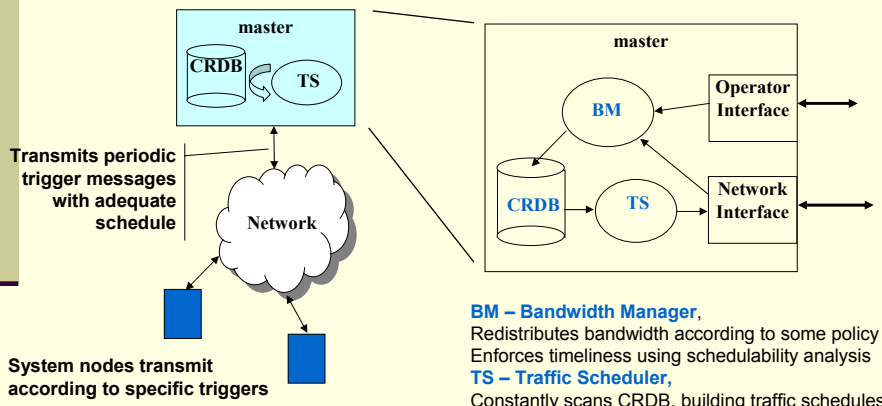 master
CRDB
TS
Transmits periodic
trigger messages
with adequate
schedule
Network
System nodes transmit
according to specific triggers
master
Operator
Interface
BM
CRDB
TS
Network
Interface
BM – Bandwidth Manager,
Redistributes bandwidth according to some policy
Enforces timeliness using schedulability analysis
TS – Traffic Scheduler,
Constantly scans CRDB, building traffic schedules